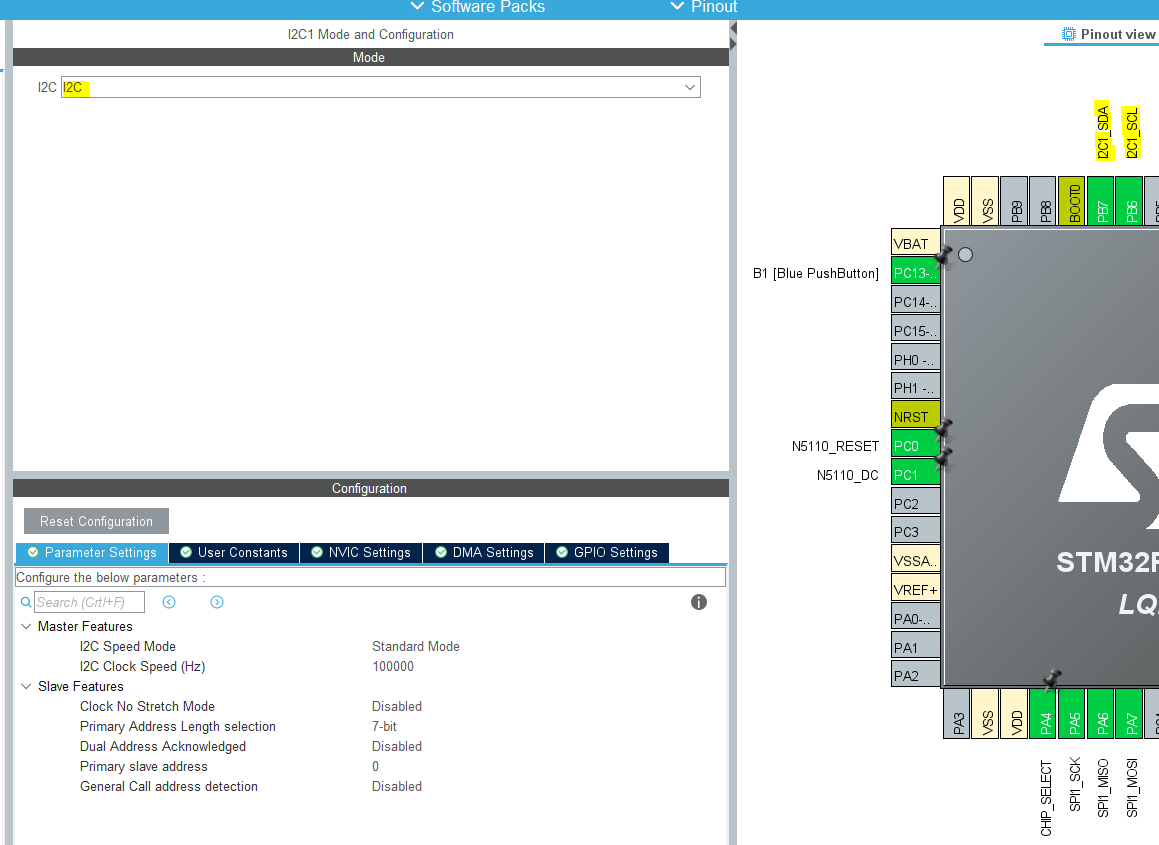 Software Packs
Pinout
I2C1 Mode and Configuration
Mode
I2C I2C
Configuration
Reset Configuration
Parameter Settings
User Constants
NVIC Settings
DMA Settings
GPIO Settings
Configure the below parameters :
Search (Crtl+F)
Master Features
I2C Speed Mode Standard Mode
I2C Clock Speed (Hz) 100000
Slave Features
Clock No Stretch Mode Disabled
Primary Address Length selection 7-bit
Dual Address Acknowledged Disabled
Primary slave address 0
General Call address detection Disabled
Pinout view
I2C1_SDA
I2C1_SCL
VDD
VSS
PB9
PB8
BOOT0
PB7
PB6
VBAT
B1 [Blue PushButton]
PC13-..
PC14-..
PC15-..
PH0 -..
PH1 -..
NRST
N5110_RESET
PC0
N5110_DC
PC1
PC2
PC3
VSSA..
VREF+
PA0-..
PA1
PA2
STM32F
LQ
PA3
VSS
VDD
PA4
PA5
PA6
PA7
CHIP_SELECT
SPI1_SCK
SPI1_MISO
SPI1_MOSI